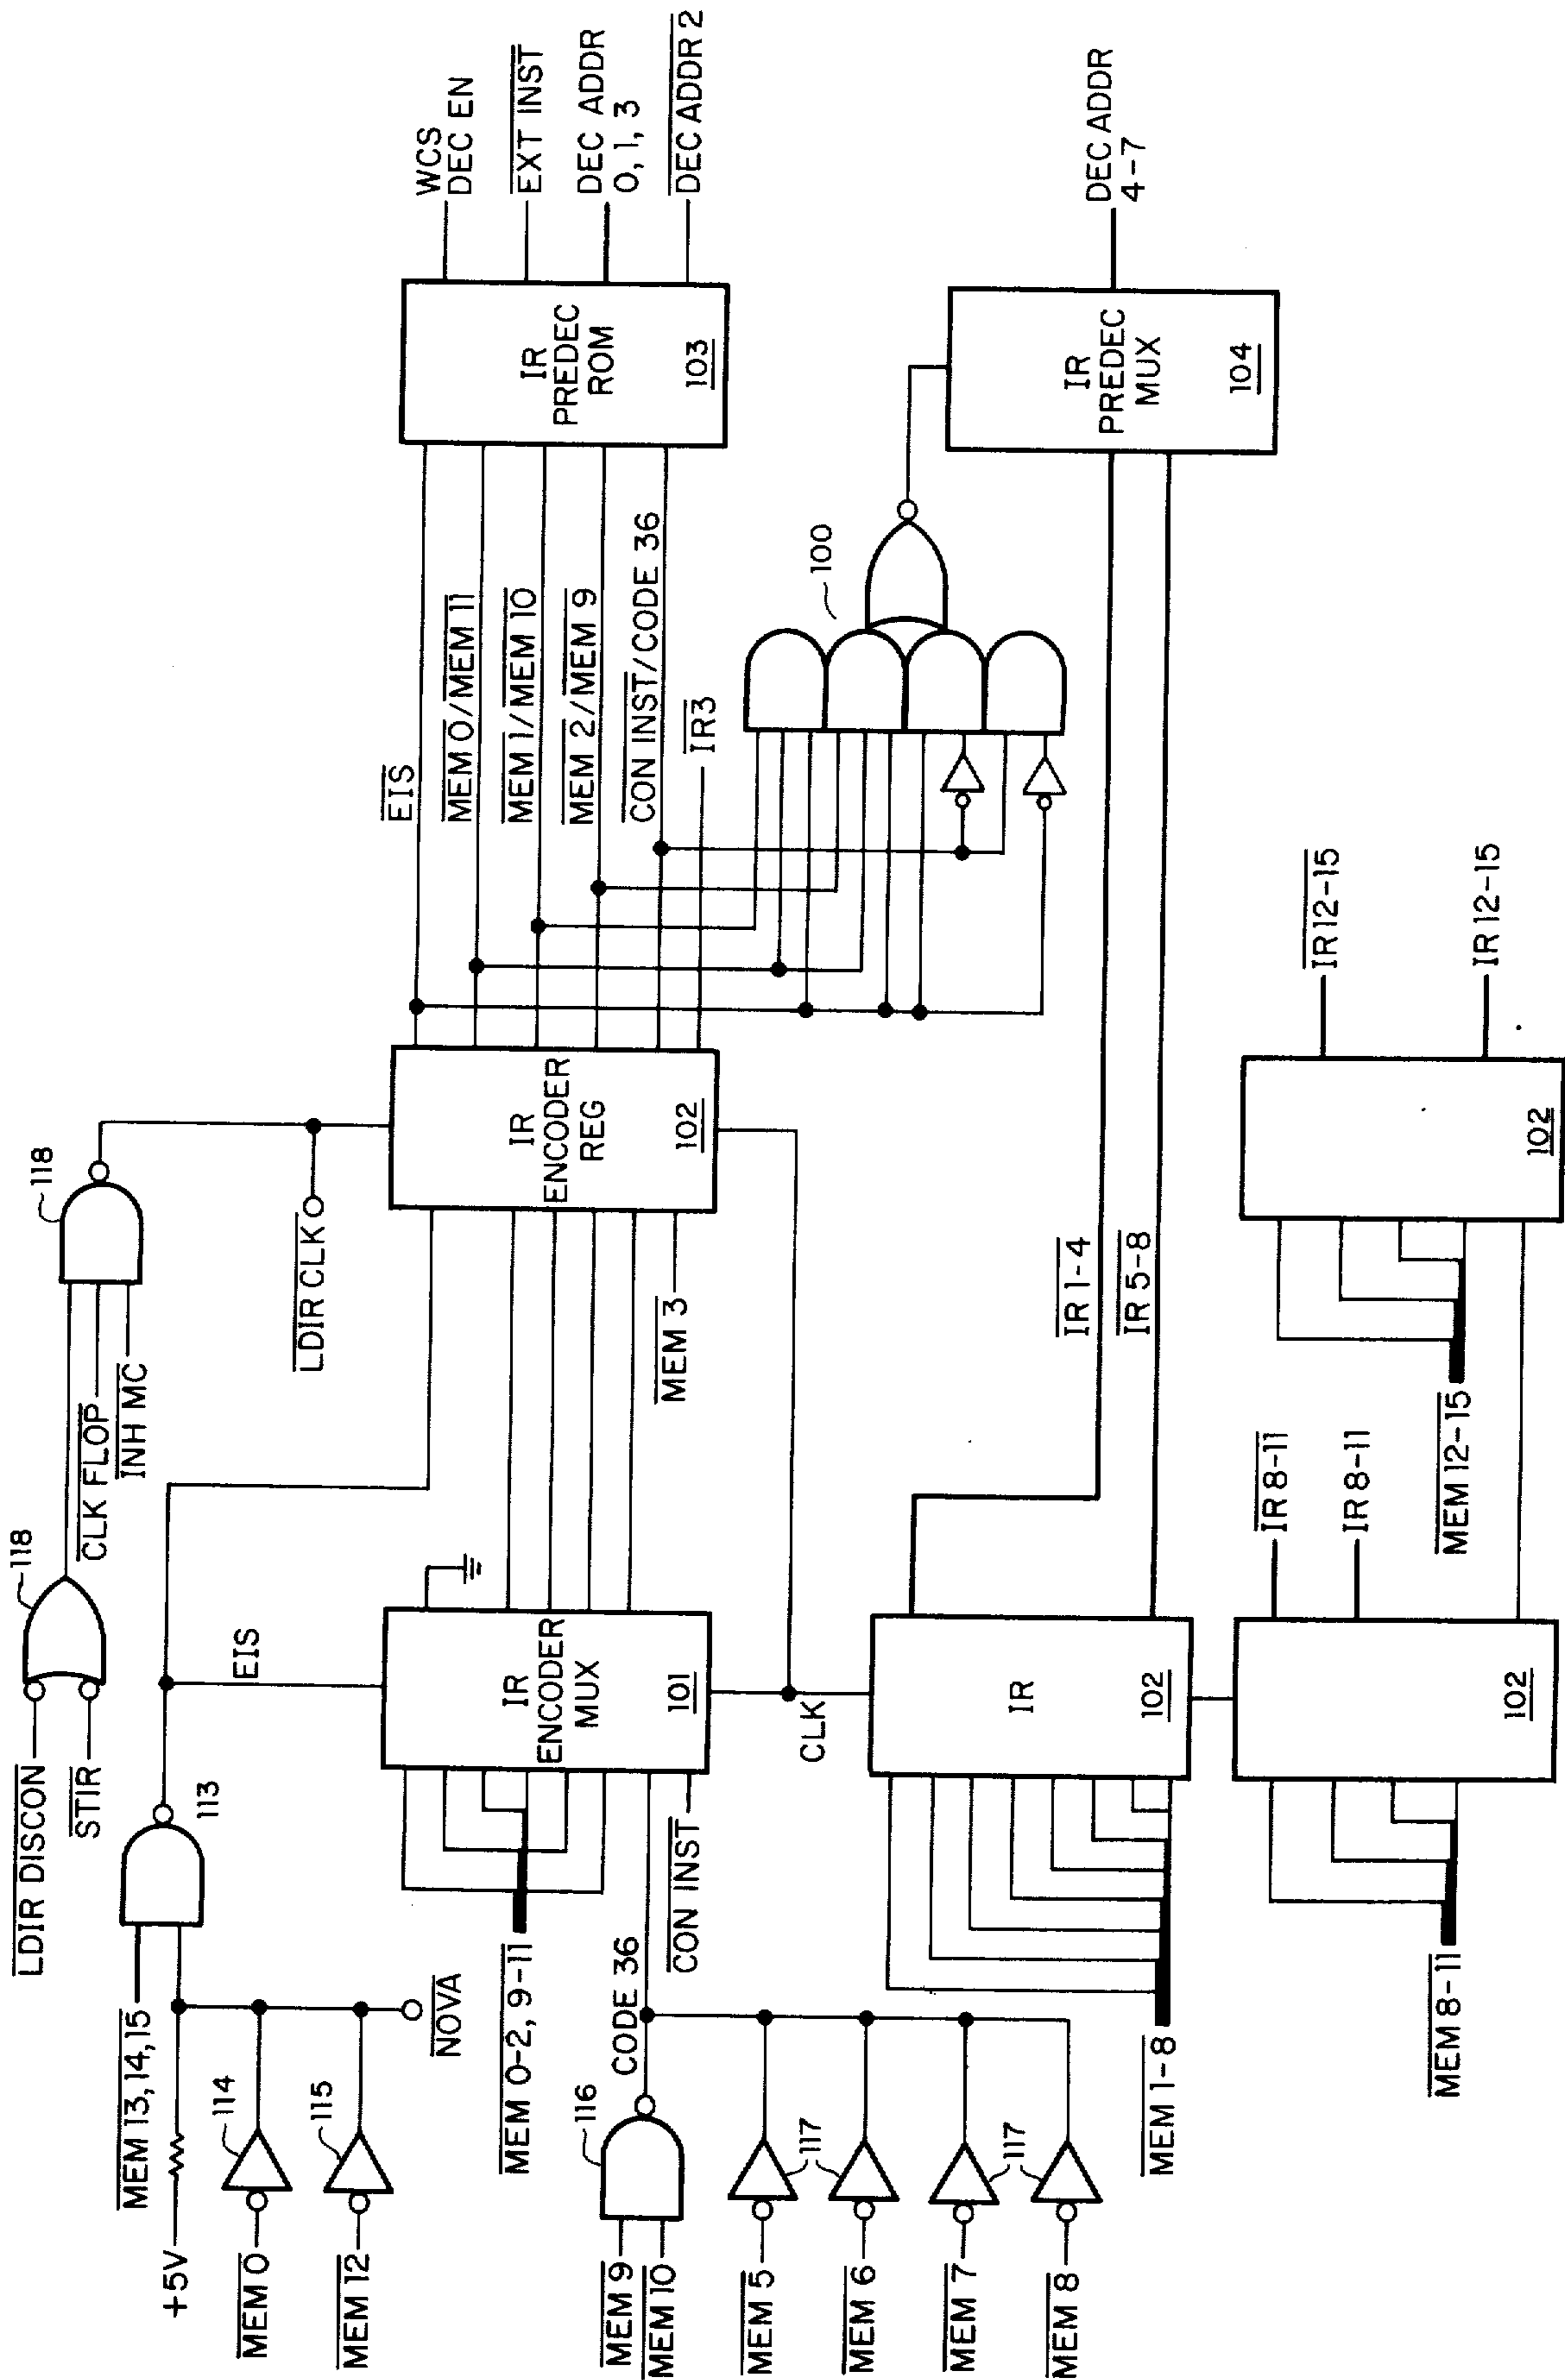 LDIR DISCON
STIR
118
CLK FLOP
INH MC
118
MEM 13, 14, 15
113
+5V
MEM 0
114
MEM 12
115
NOVA
EIS
LDIR CLK
MEM 0-2, 9-11
IR
ENCODER
MUX
101
CON INST
CODE 36
MEM 9
MEM 10
116
MEM 5
MEM 6
117
MEM 7
MEM 8
117
MEM 3
IR
ENCODER
REG
102
EIS
MEM 0/MEM 11
MEM 1/MEM 10
MEM 2/MEM 9
CON INST/CODE 36
IR3
IR
PREDEC
ROM
103
WCS
DEC EN
EXT INST
DEC ADDR
0, 1, 3
DEC ADDR 2
100
CLK
MEM 1-8
IR
102
IR 1-4
IR 5-8
IR
PREDEC
MUX
104
DEC ADDR
4-7
MEM 8-11
102
IR 8-11
IR 8-11
MEM 12-15
102
IR 12-15
IR 12-15